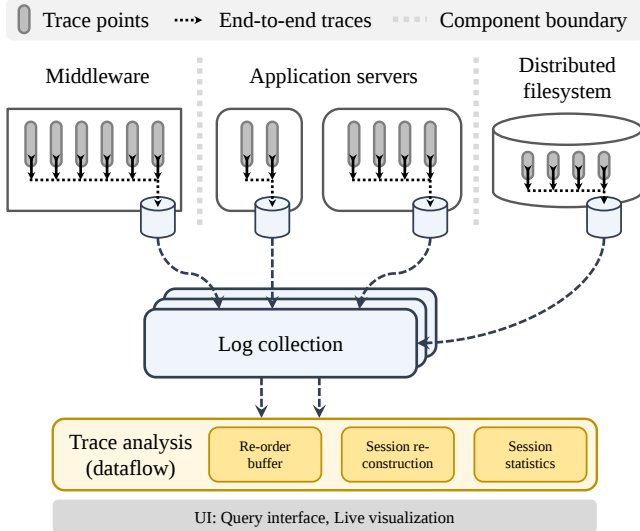 Trace points
End-to-end traces
Component boundary
Middleware
Application servers
Distributed
filesystem
Log collection
Trace analysis
(dataflow)
Re-order
buffer
Session re-
construction
Session
statistics
UI: Query interface, Live visualization